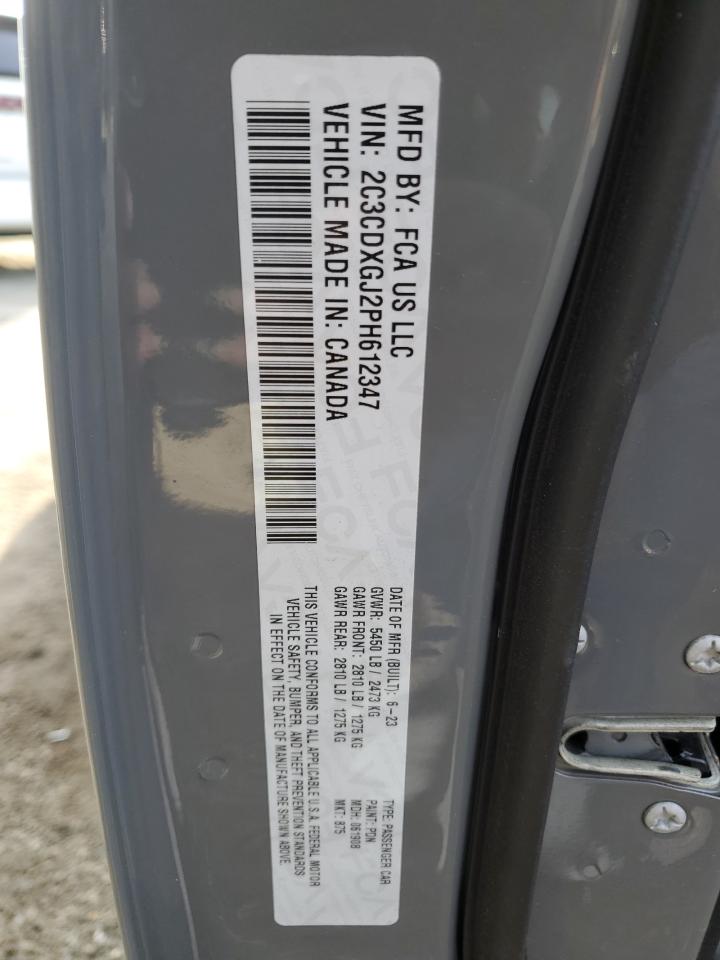 MFD BY: FCA US LLC
VIN: 2C3CDXGJ2PH612347
VEHICLE MADE IN: CANADA
DATE OF MFR (BUILT): 6-23
GVWR: 5450 LB / 2473 KG
GAWR FRONT: 2810 LB / 1275 KG
GAWR REAR: 2810 LB / 1275 KG
TYPE: PASSENGER CAR
PAINT: PDN
MDH: 061908
MKT: 875
THIS VEHICLE CONFORMS TO ALL APPLICABLE U.S.A. FEDERAL MOTOR
VEHICLE SAFETY, BUMPER, AND THEFT PREVENTION STANDARDS
IN EFFECT ON THE DATE OF MANUFACTURE SHOWN ABOVE.
FCA